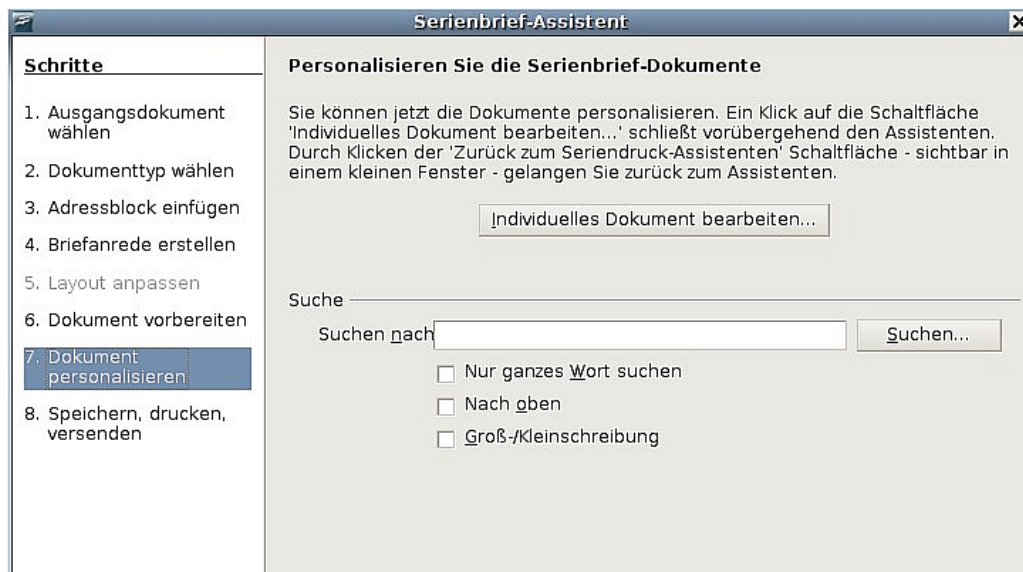 Serienbrief-Assistent
Schritte
1. Ausgangsdokument
wählen
2. Dokumenttyp wählen
3. Adressblock einfügen
4. Briefanrede erstellen
5. Layout anpassen
6. Dokument vorbereiten
7. Dokument
personalisieren
8. Speichern, drucken,
versenden
Personalisieren Sie die Serienbrief-Dokumente
Sie können jetzt die Dokumente personalisieren. Ein Klick auf die Schaltfläche
'Individuelles Dokument bearbeiten...' schließt vorübergehend den Assistenten.
Durch Klicken der 'Zurück zum Seriendruck-Assistenten' Schaltfläche - sichtbar in
einem kleinen Fenster - gelangen Sie zurück zum Assistenten.
Individuelles Dokument bearbeiten...
Suche
Suchen nach
Suchen...
Nur ganzes Wort suchen
Nach oben
Groß-/Kleinschreibung